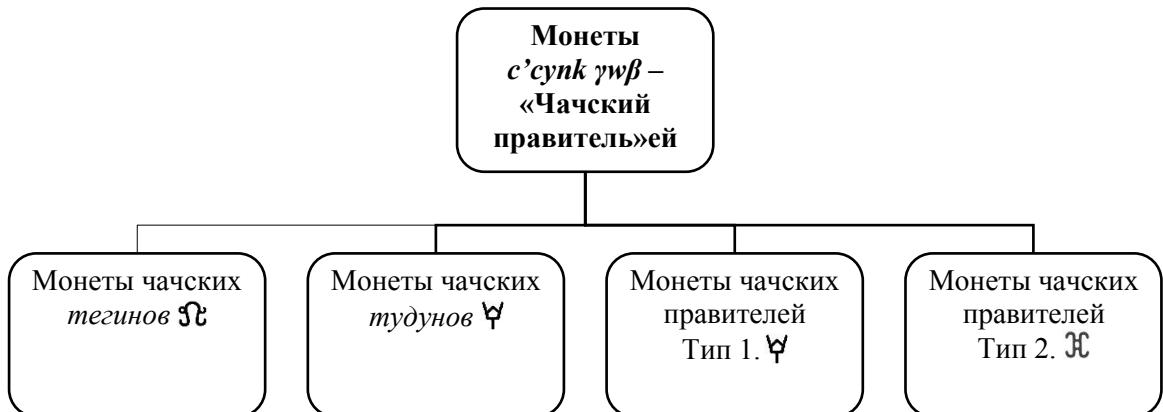 Монеты
c’cynk γwβ –
«Чачский
правитель»ей
Монеты чачских
тегинов
Монеты чачских
тудунов
Монеты чачских
правителей
Тип 1.
Монеты чачских
правителей
Тип 2.